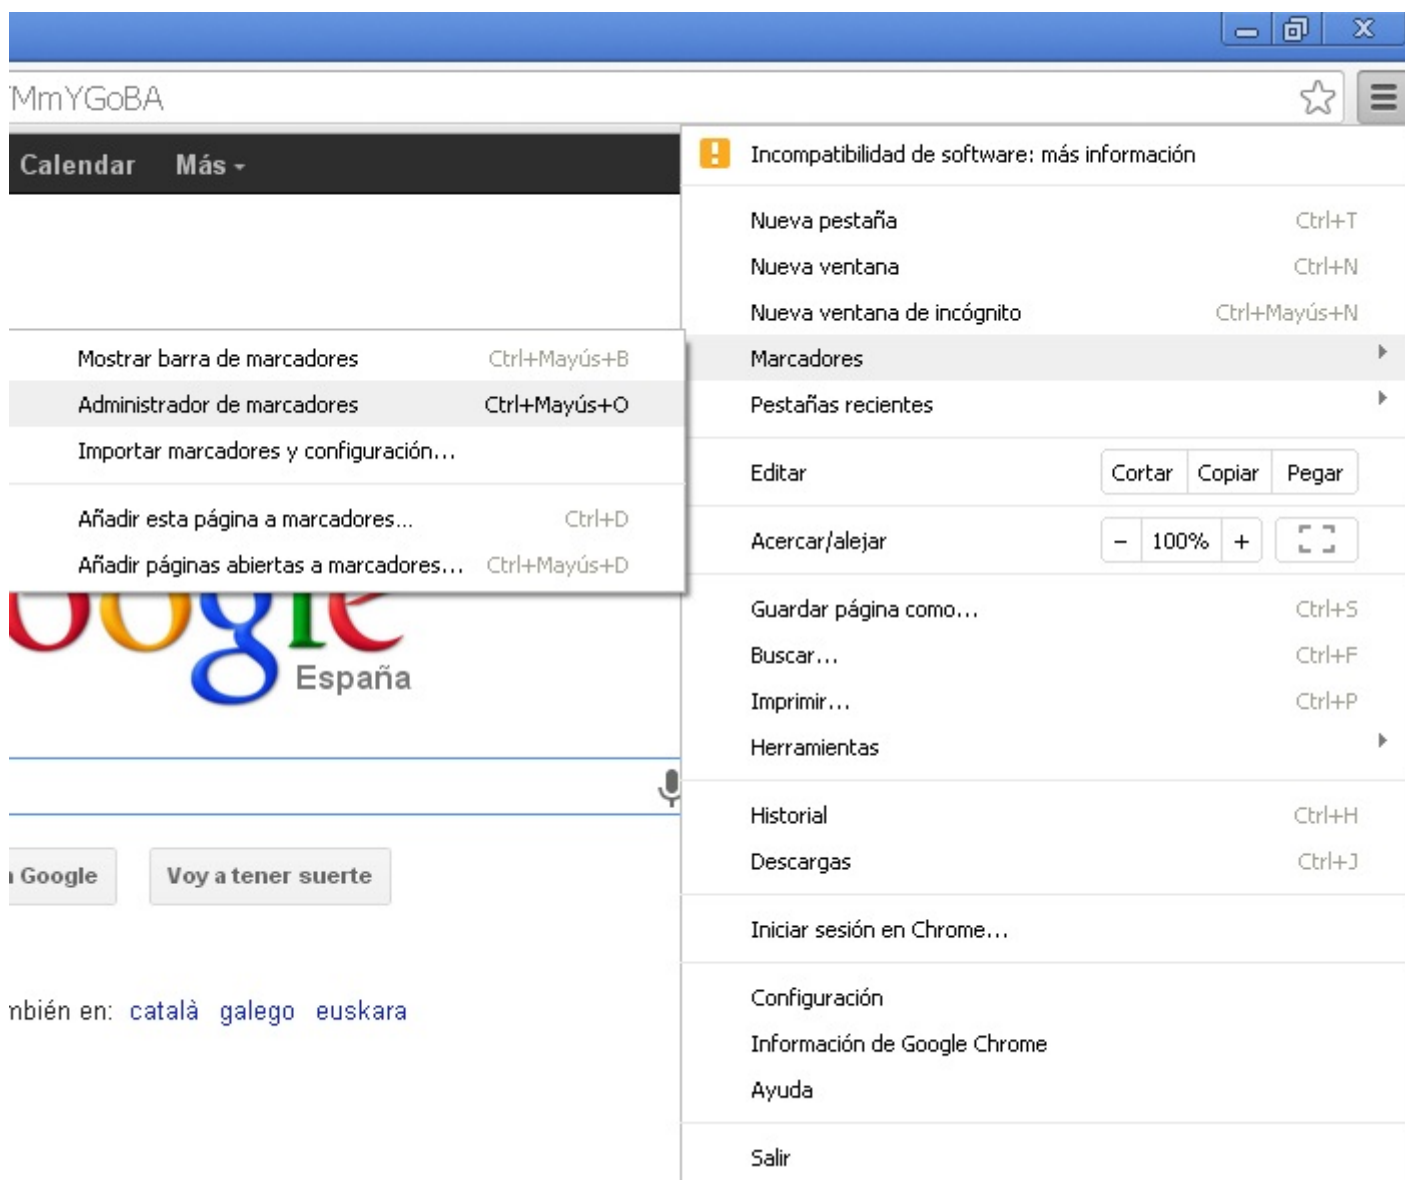 MmYGoBA
Calendar Más
Incompatibilidad de software: más información
Nueva pestaña Ctrl+T
Nueva ventana Ctrl+N
Nueva ventana de incógnito Ctrl+Mayús+N
Marcadores
Pestañas recientes
Editar Cortar Copiar Pegar
Acercar/alejar − 100% +
Guardar página como... Ctrl+S
Buscar... Ctrl+F
Imprimir... Ctrl+P
Herramientas
Historial Ctrl+H
Descargas Ctrl+J
Iniciar sesión en Chrome...
Configuración
Información de Google Chrome
Ayuda
Salir
Mostrar barra de marcadores Ctrl+Mayús+B
Administrador de marcadores Ctrl+Mayús+O
Importar marcadores y configuración...
Añadir esta página a marcadores... Ctrl+D
Añadir páginas abiertas a marcadores... Ctrl+Mayús+D
oogle
España
Google Voy a tener suerte
mbién en: català galego euskara